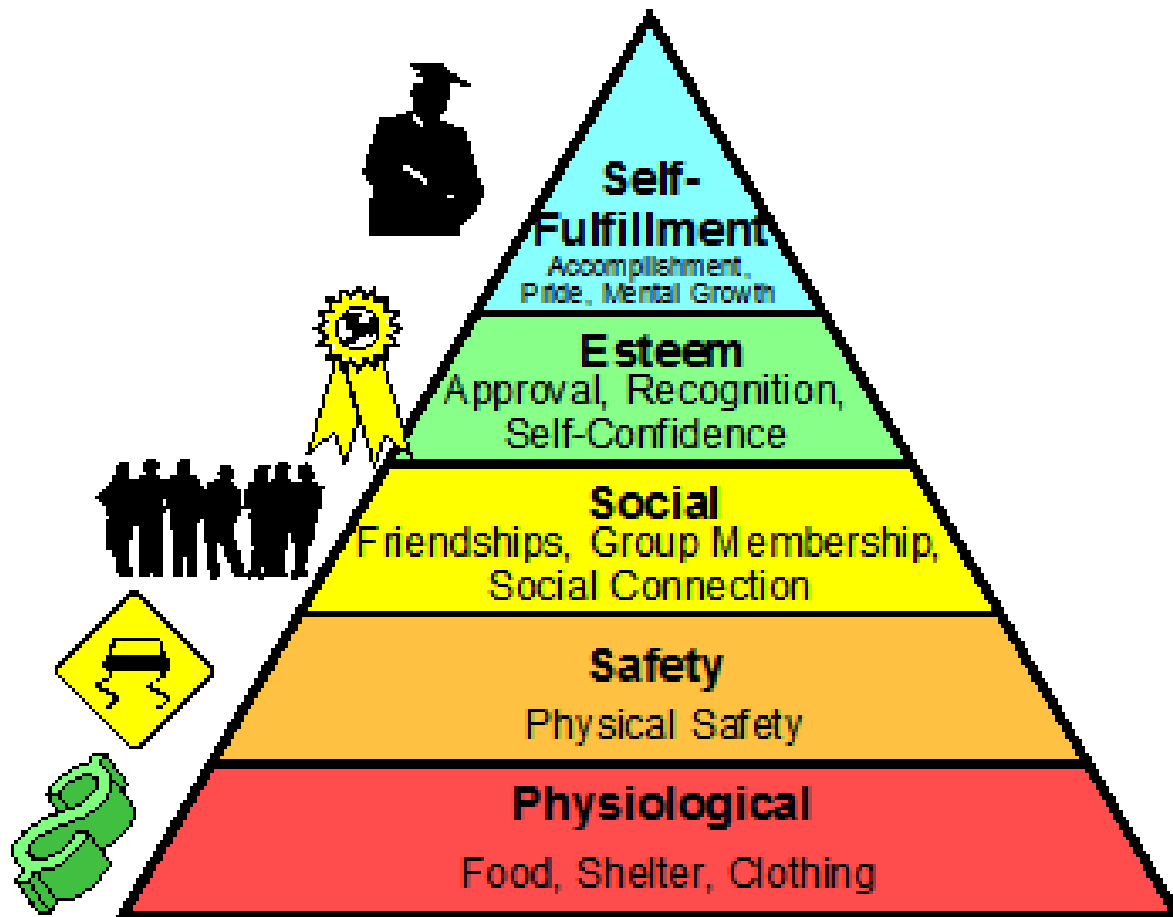 Self-
Fulfillment
Accomplishment,
Pride, Mental Growth
Esteem
Approval, Recognition,
Self-Confidence
Social
Friendships, Group Membership,
Social Connection
Safety
Physical Safety
Physiological
Food, Shelter, Clothing